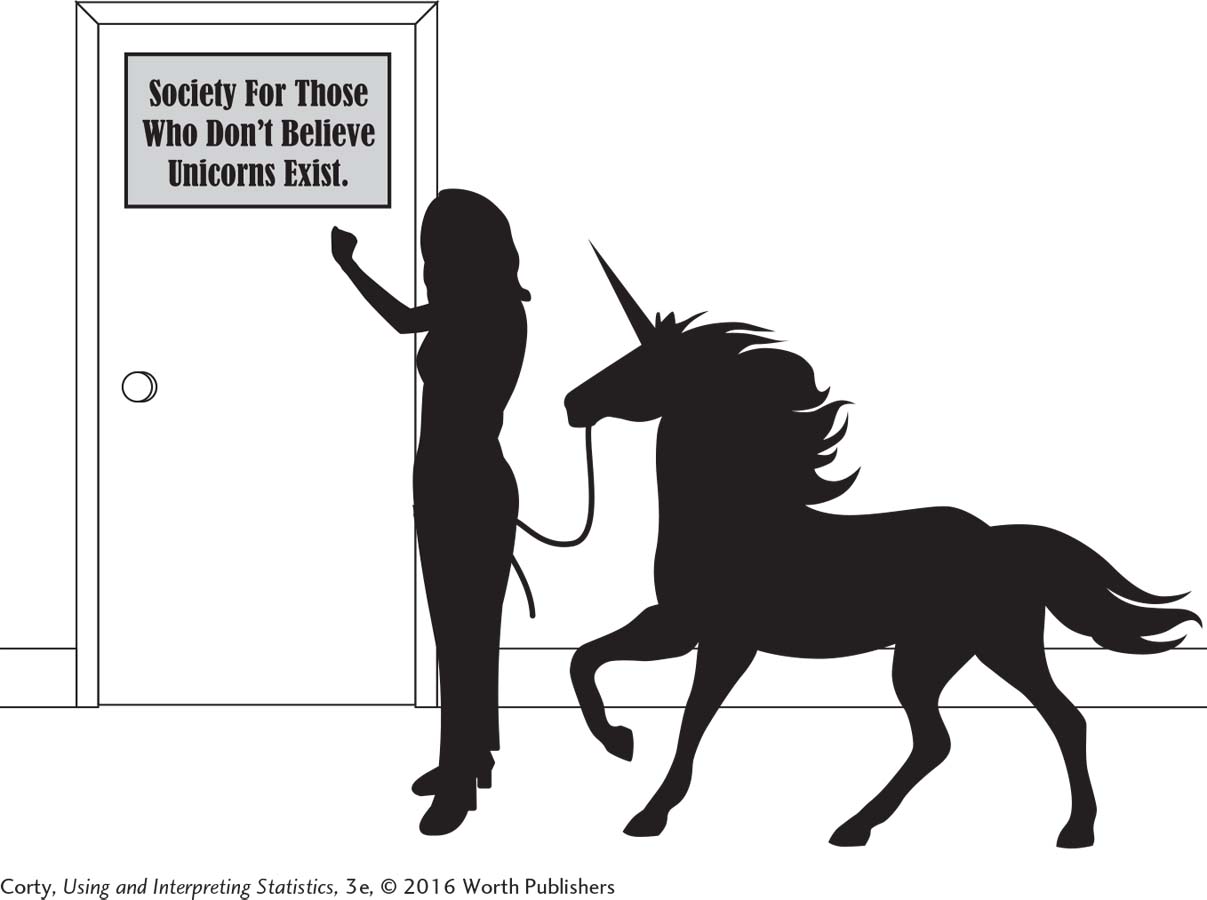 Society For Those
Who Don't Believe
Unicorns Exist.
Corty, Using and Interpreting Statistics, 3e, © 2016 Worth Publishers